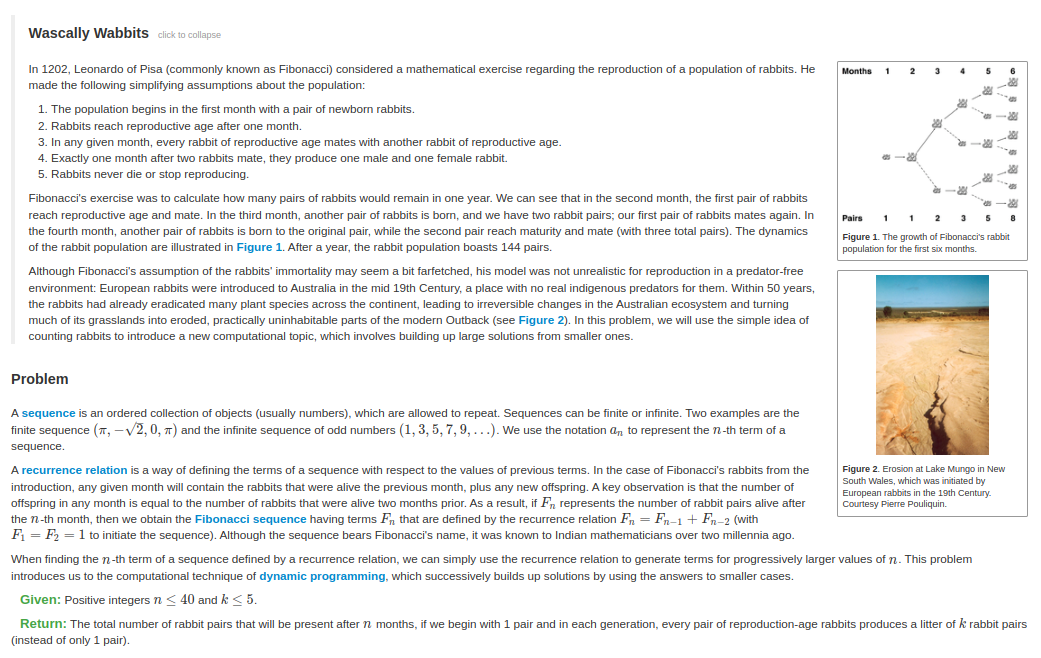 Wascally Wabbits click to collapse
In 1202, Leonardo of Pisa (commonly known as Fibonacci) considered a mathematical exercise regarding the reproduction of a population of rabbits. He
made the following simplifying assumptions about the population:
1. The population begins in the first month with a pair of newborn rabbits.
2. Rabbits reach reproductive age after one month.
3. In any given month, every rabbit of reproductive age mates with another rabbit of reproductive age.
4. Exactly one month after two rabbits mate, they produce one male and one female rabbit.
5. Rabbits never die or stop reproducing.
Fibonacci's exercise was to calculate how many pairs of rabbits would remain in one year. We can see that in the second month, the first pair of rabbits
reach reproductive age and mate. In the third month, another pair of rabbits is born, and we have two rabbit pairs; our first pair of rabbits mates again. In
the fourth month, another pair of rabbits is born to the original pair, while the second pair reach maturity and mate (with three total pairs). The dynamics
of the rabbit population are illustrated in Figure 1. After a year, the rabbit population boasts 144 pairs.
Although Fibonacci's assumption of the rabbits' immortality may seem a bit farfetched, his model was not unrealistic for reproduction in a predator-free
environment: European rabbits were introduced to Australia in the mid 19th Century, a place with no real indigenous predators for them. Within 50 years,
the rabbits had already eradicated many plant species across the continent, leading to irreversible changes in the Australian ecosystem and turning
much of its grasslands into eroded, practically uninhabitable parts of the modern Outback (see Figure 2). In this problem, we will use the simple idea of
counting rabbits to introduce a new computational topic, which involves building up large solutions from smaller ones.
Months 1 2 3 4 5 6
Pairs 1 1 2 3 5 8
Figure 1. The growth of Fibonacci's rabbit
population for the first six months.
Figure 2. Erosion at Lake Mungo in New
South Wales, which was initiated by
European rabbits in the 19th Century.
Courtesy Pierre Pouliquin.
Problem
A sequence is an ordered collection of objects (usually numbers), which are allowed to repeat. Sequences can be finite or infinite. Two examples are the
finite sequence (π, −√2, 0, π) and the infinite sequence of odd numbers (1, 3, 5, 7, 9, . . .). We use the notation aₙ to represent the n-th term of a
sequence.
A recurrence relation is a way of defining the terms of a sequence with respect to the values of previous terms. In the case of Fibonacci's rabbits from the
introduction, any given month will contain the rabbits that were alive the previous month, plus any new offspring. A key observation is that the number of
offspring in any month is equal to the number of rabbits that were alive two months prior. As a result, if Fₙ represents the number of rabbit pairs alive after
the n-th month, then we obtain the Fibonacci sequence having terms Fₙ that are defined by the recurrence relation Fₙ = Fₙ₋₁ + Fₙ₋₂ (with
F₁ = F₂ = 1 to initiate the sequence). Although the sequence bears Fibonacci's name, it was known to Indian mathematicians over two millennia ago.
When finding the n-th term of a sequence defined by a recurrence relation, we can simply use the recurrence relation to generate terms for progressively larger values of n. This problem
introduces us to the computational technique of dynamic programming, which successively builds up solutions by using the answers to smaller cases.
Given: Positive integers n ≤ 40 and k ≤ 5.
Return: The total number of rabbit pairs that will be present after n months, if we begin with 1 pair and in each generation, every pair of reproduction-age rabbits produces a litter of k rabbit pairs
(instead of only 1 pair).